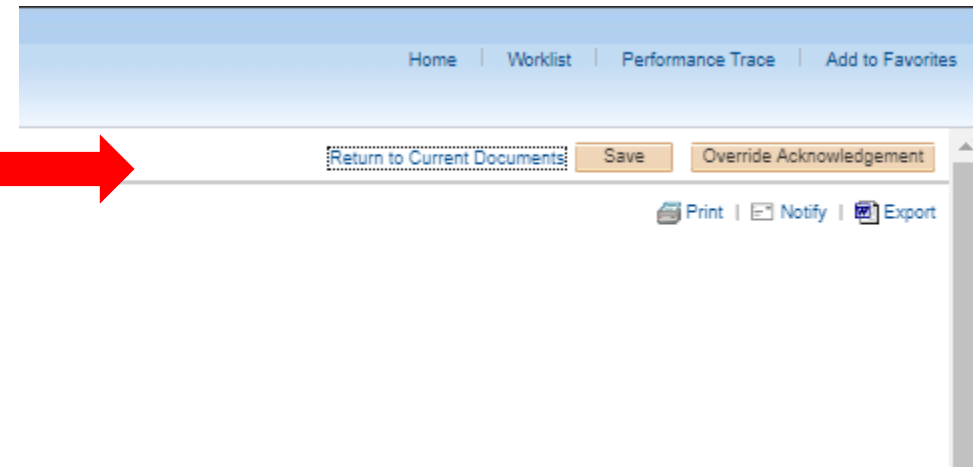 Home | Worklist | Performance Trace | Add to Favorites
Return to Current Documents Save Override Acknowledgement
Print | Notify | Export